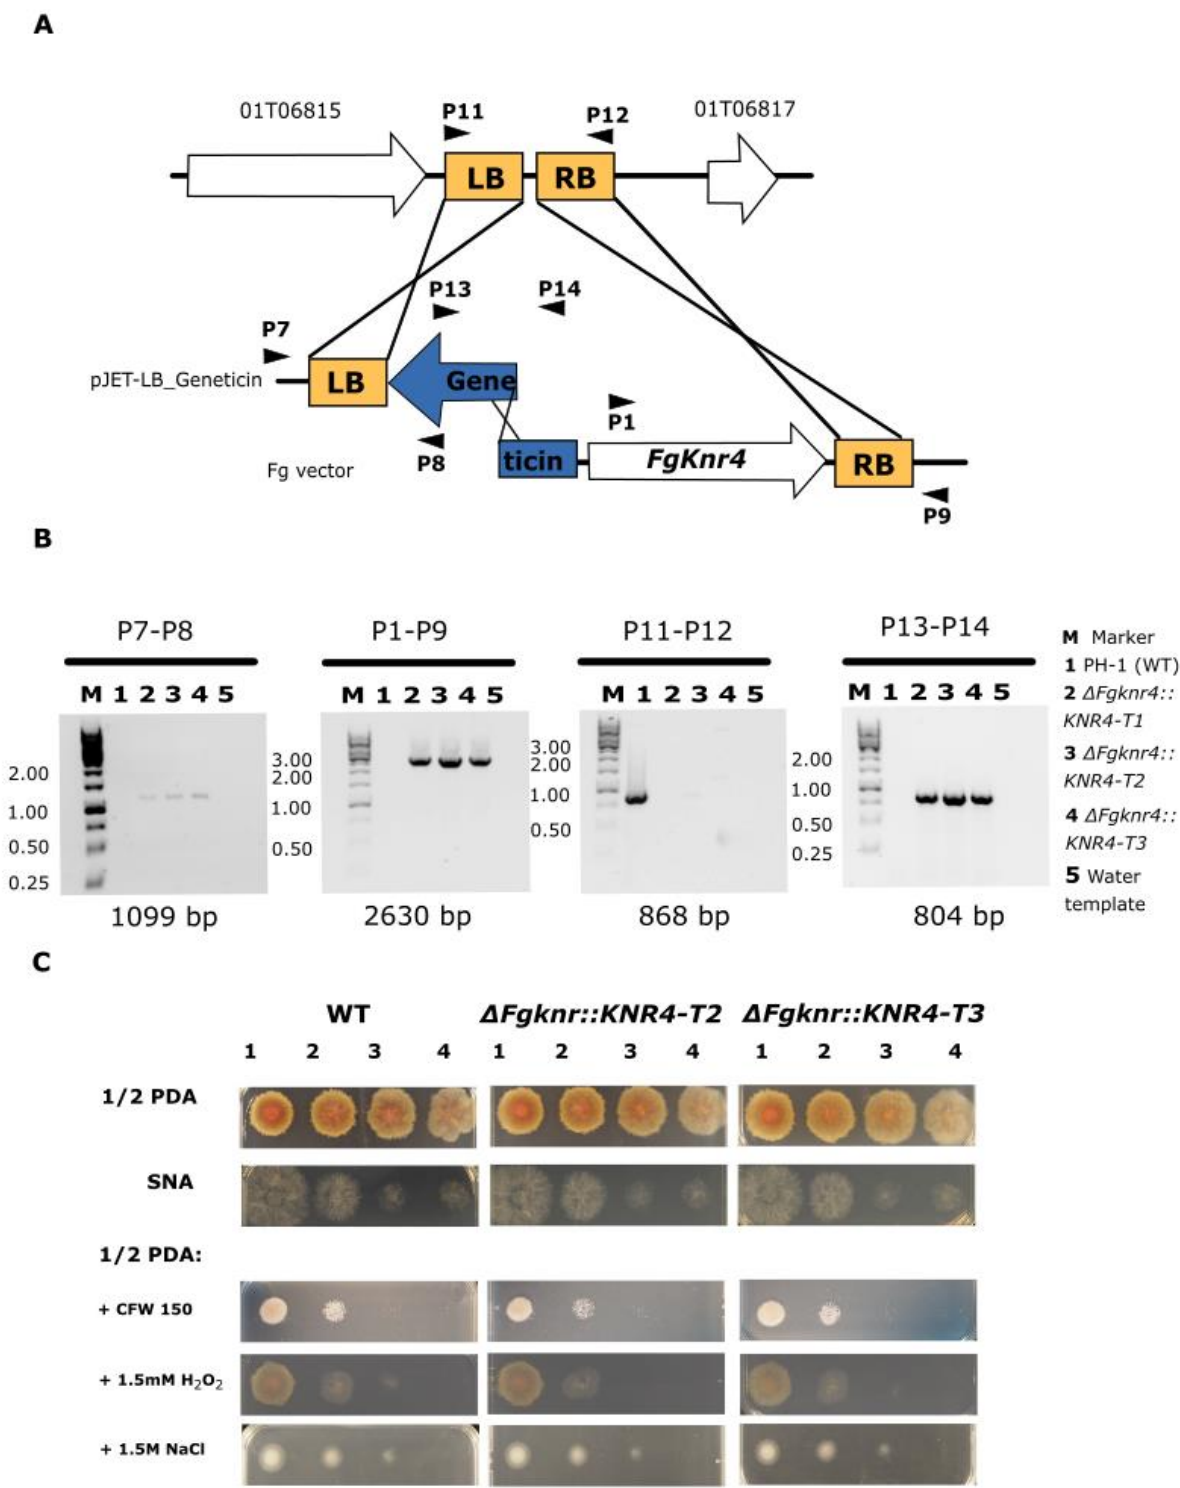 A
01T06815
P11
P12
01T06817
LB
RB
P13
P14
P7
pJET-LB_Geneticin
LB
Gene
P1
P8
ticin
FgKnr4
RB
Fg vector
P9
B
P7-P8
P1-P9
P11-P12
P13-P14
M 1 2 3 4 5
M 1 2 3 4 5
M 1 2 3 4 5
M 1 2 3 4 5
2.00
1.00
0.50
0.25
3.00
2.00
1.00
0.50
3.00
2.00
1.00
0.50
2.00
1.00
0.50
0.25
1099 bp
2630 bp
868 bp
804 bp
M Marker
1 PH-1 (WT)
2 ΔFgknr4::
KNR4-T1
3 ΔFgknr4::
KNR4-T2
4 ΔFgknr4::
KNR4-T3
5 Water
template
C
WT
ΔFgknr::KNR4-T2
ΔFgknr::KNR4-T3
1 2 3 4
1 2 3 4
1 2 3 4
1/2 PDA
SNA
1/2 PDA:
+ CFW 150
+ 1.5mM H₂O₂
+ 1.5M NaCl